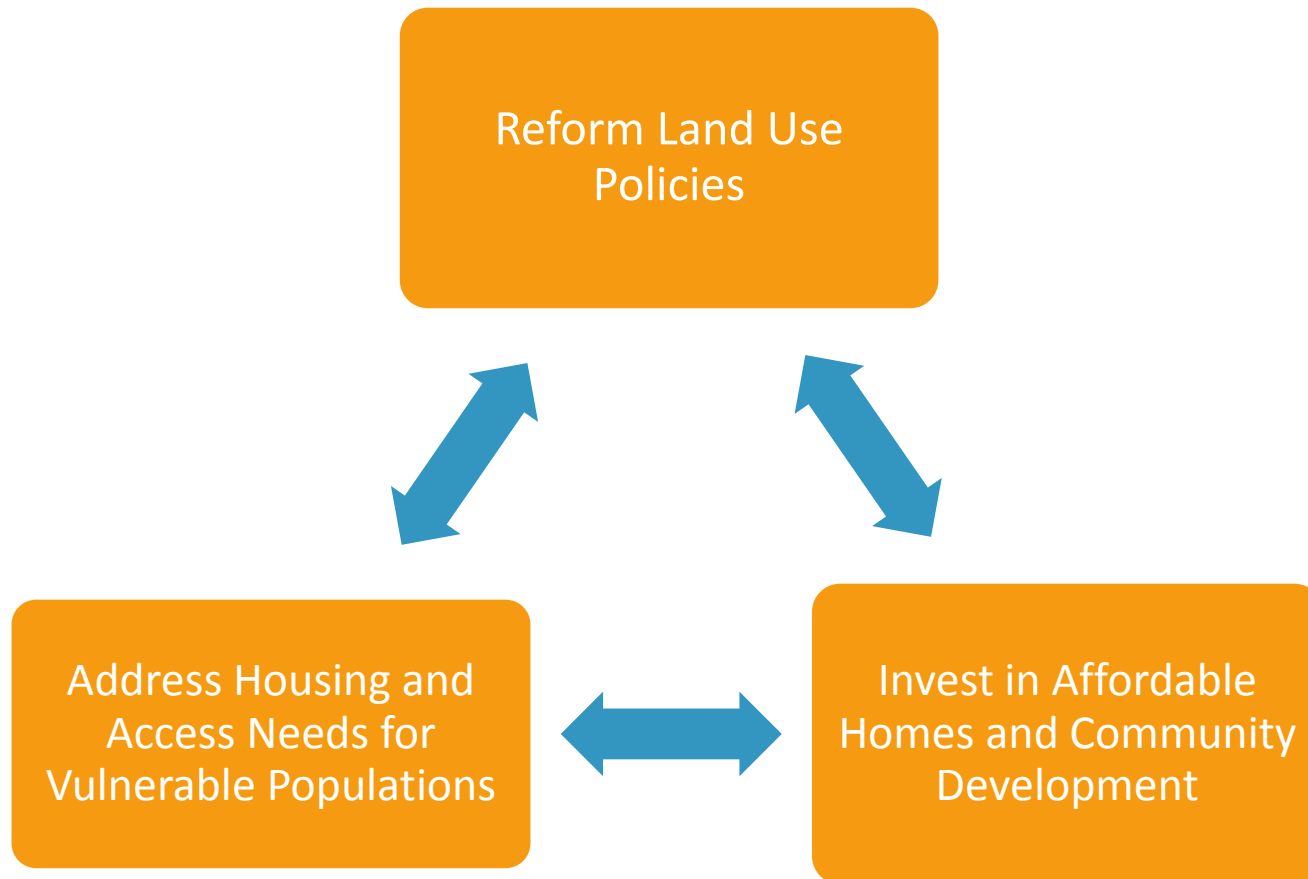 Reform Land Use
Policies
Address Housing and
Access Needs for
Vulnerable Populations
Invest in Affordable
Homes and Community
Development